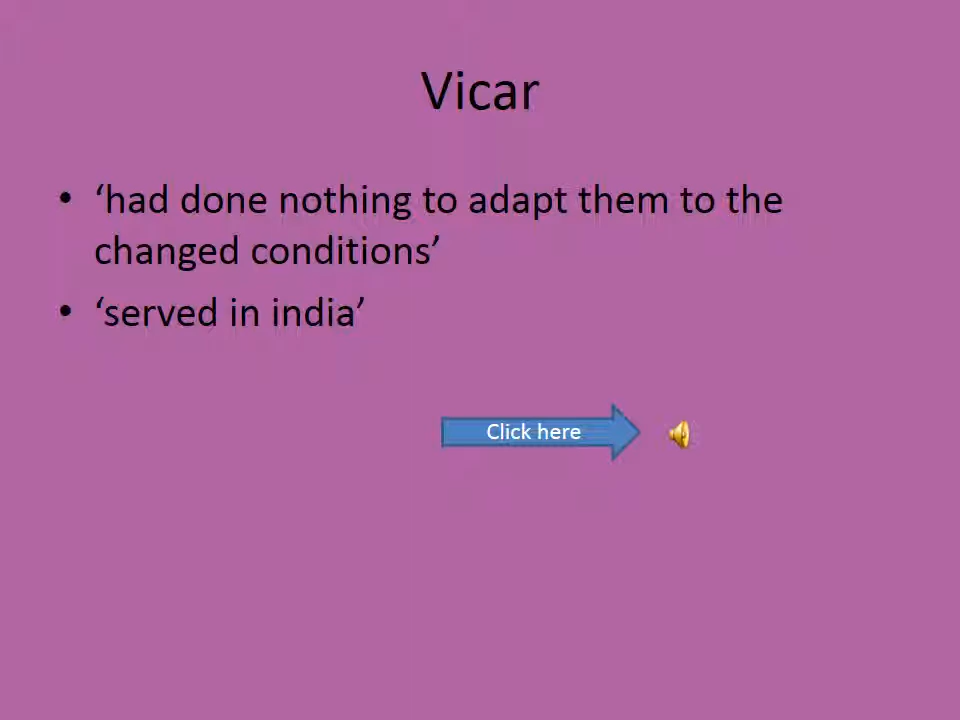 Vicar
• ‘had done nothing to adapt them to the
changed conditions’
• ‘served in india’
Click here